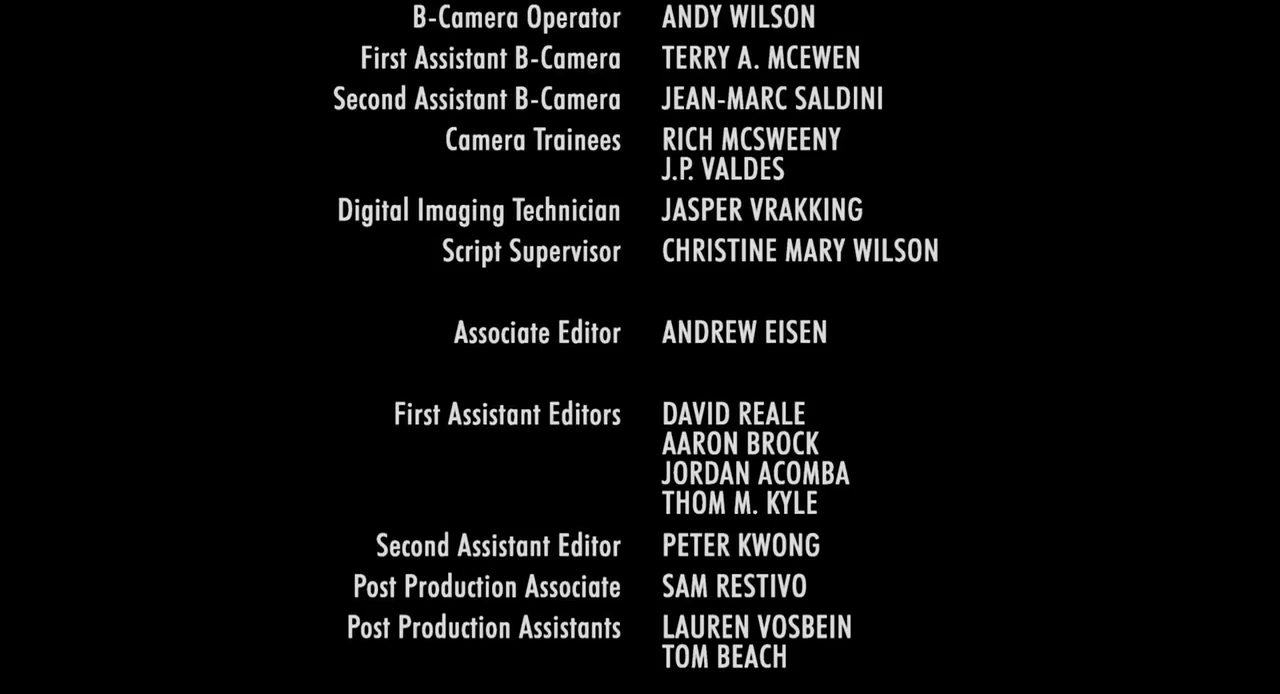 B-Camera Operator ANDY WILSON
First Assistant B-Camera TERRY A. MCEWEN
Second Assistant B-Camera JEAN-MARC SALDINI
Camera Trainees RICH MCSWEENY
J.P. VALDES
Digital Imaging Technician JASPER VRAKKING
Script Supervisor CHRISTINE MARY WILSON
Associate Editor ANDREW EISEN
First Assistant Editors DAVID REALE
AARON BROCK
JORDAN ACOMBA
THOM M. KYLE
Second Assistant Editor PETER KWONG
Post Production Associate SAM RESTIVO
Post Production Assistants LAUREN VOSBEIN
TOM BEACH